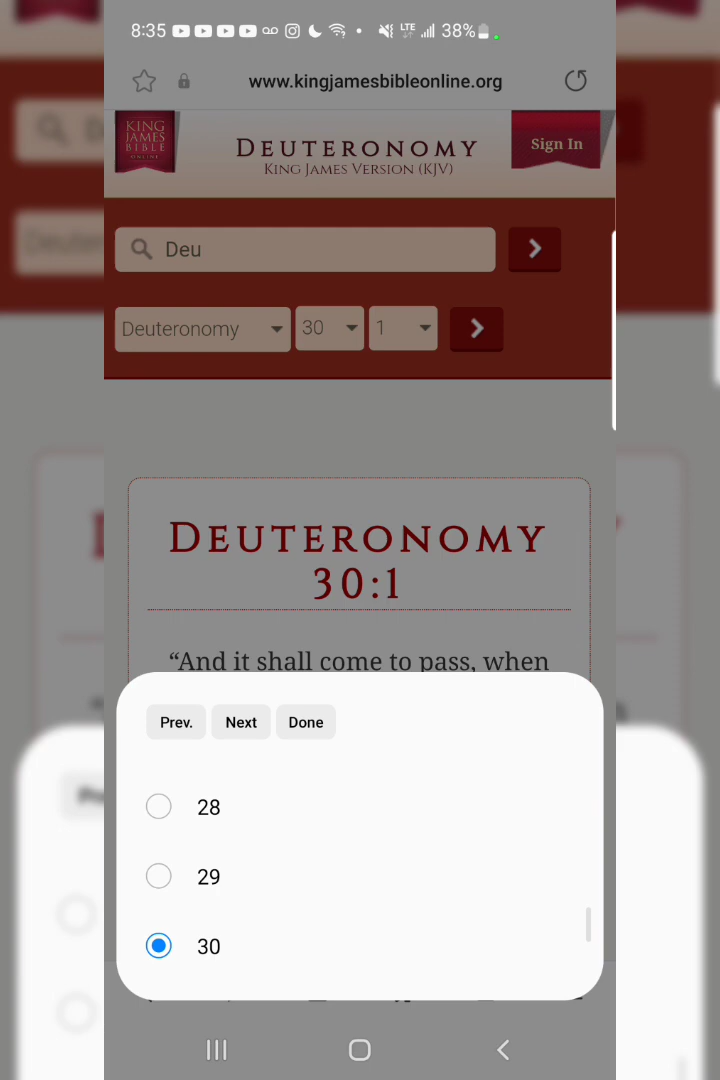 8:35 LTE 38%
www.kingjamesbibleonline.org
KING
JAMES
BIBLE
ONLINE
DEUTERONOMY
KING JAMES VERSION (KJV)
Sign In
Deu
Deuteronomy 30 1
DEUTERONOMY
30:1
“And it shall come to pass, when
Prev. Next Done
28
29
30